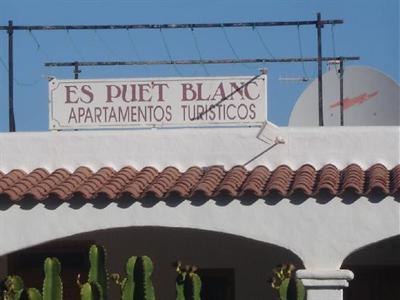 ES PUET BLANC
APARTAMENTOS TURISTICOS